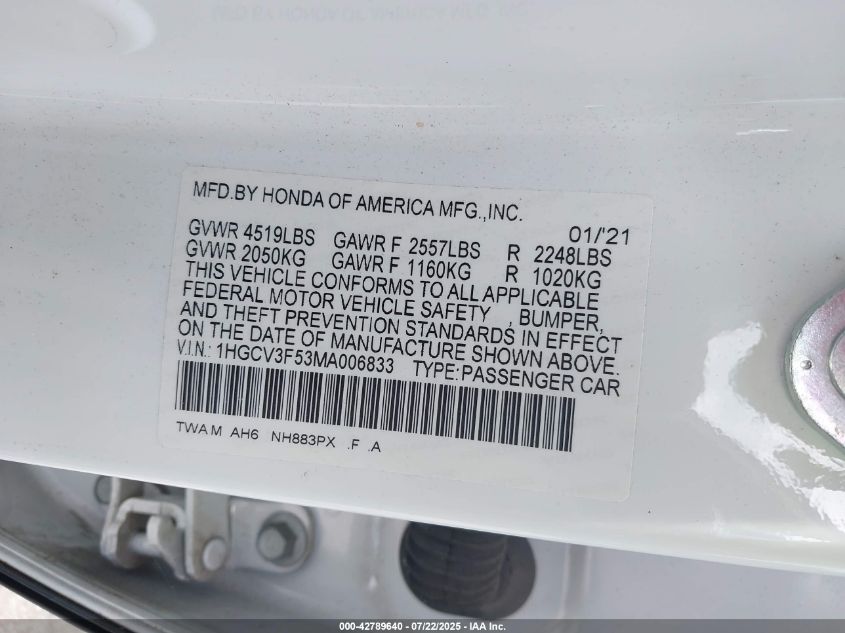 MFD.BY HONDA OF AMERICA MFG.,INC.
01/'21
GVWR 4519LBS GAWR F 2557LBS R 2248LBS
GVWR 2050KG GAWR F 1160KG R 1020KG
THIS VEHICLE CONFORMS TO ALL APPLICABLE
FEDERAL MOTOR VEHICLE SAFETY , BUMPER,
AND THEFT PREVENTION STANDARDS IN EFFECT
ON THE DATE OF MANUFACTURE SHOWN ABOVE.
V.I.N.: 1HGCV3F53MA006833 TYPE:PASSENGER CAR
TWA M AH6 NH883PX .F .A
000-42789640 - 07/22/2025 - IAA Inc.